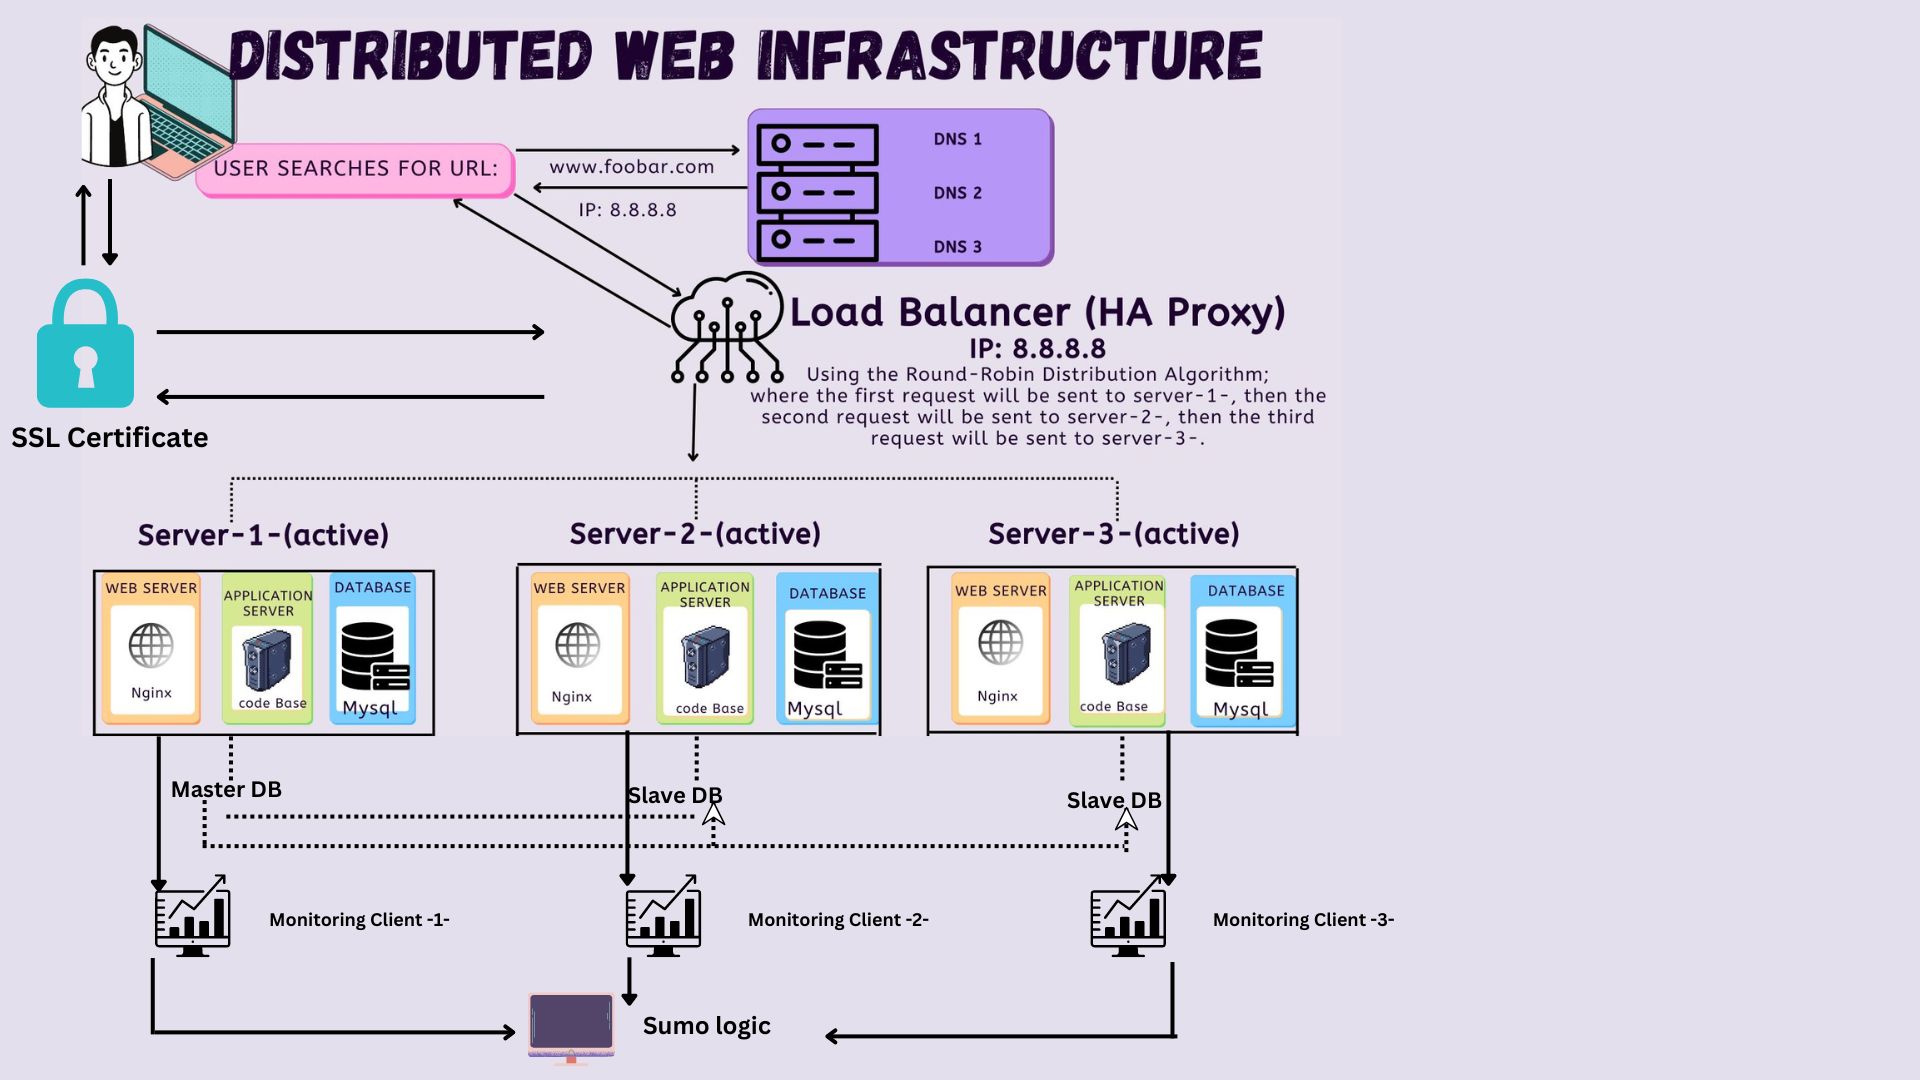 DISTRIBUTED WEB INFRASTRUCTURE
USER SEARCHES FOR URL:
www.foobar.com
IP: 8.8.8.8
DNS 1
DNS 2
DNS 3
Load Balancer (HA Proxy)
IP: 8.8.8.8
Using the Round-Robin Distribution Algorithm;
where the first request will be sent to server-1-, then the
second request will be sent to server-2-, then the third
request will be sent to server-3-.
SSL Certificate
Server-1-(active)
WEB SERVER
Nginx
APPLICATION
SERVER
code Base
DATABASE
Mysql
Server-2-(active)
WEB SERVER
Nginx
APPLICATION
SERVER
code Base
DATABASE
Mysql
Server-3-(active)
WEB SERVER
Nginx
APPLICATION
SERVER
code Base
DATABASE
Mysql
Master DB
Slave DB
Slave DB
Monitoring Client -1-
Monitoring Client -2-
Monitoring Client -3-
Sumo logic